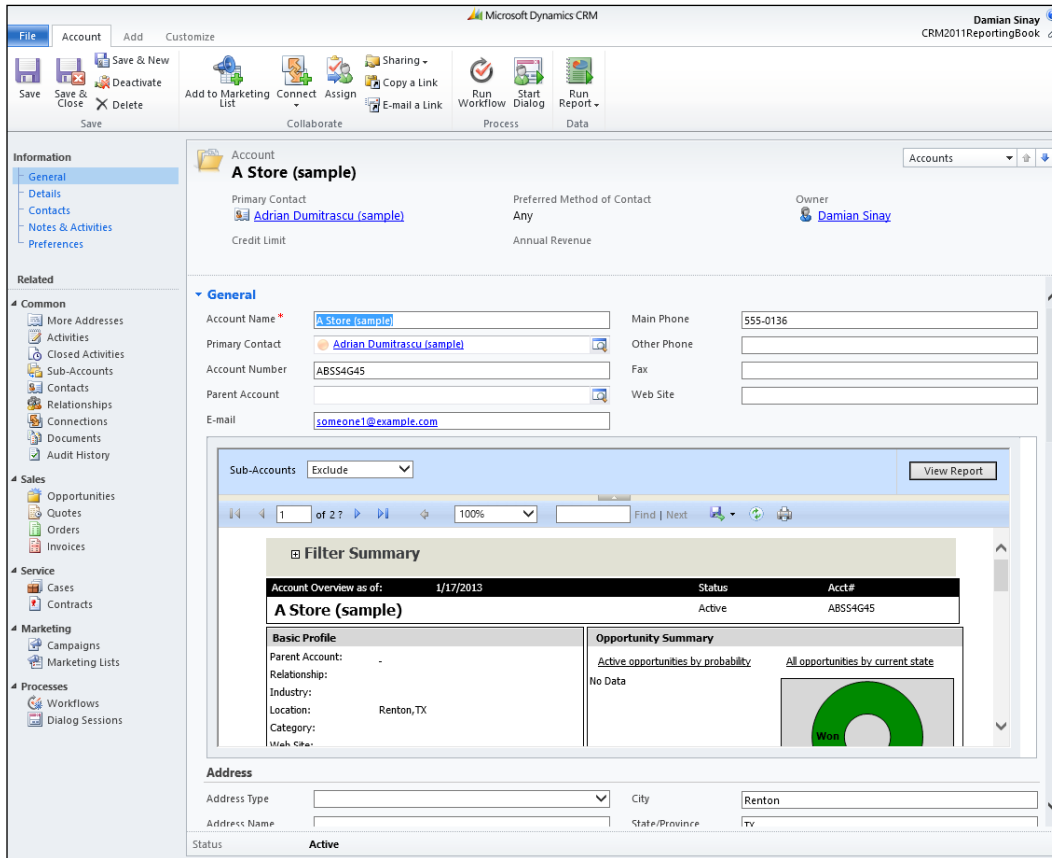 Microsoft Dynamics CRM
Damian Sinay
CRM2011ReportingBook
File Account Add Customize
Save
Save & Close
Save & New
Deactivate
Delete
Save
Add to Marketing List
Connect
Assign
Sharing
Copy a Link
E-mail a Link
Collaborate
Run Workflow
Start Dialog
Process
Run Report
Data
Information
General
Details
Contacts
Notes & Activities
Preferences
Related
Common
More Addresses
Activities
Closed Activities
Sub-Accounts
Contacts
Relationships
Connections
Documents
Audit History
Sales
Opportunities
Quotes
Orders
Invoices
Service
Cases
Contracts
Marketing
Campaigns
Marketing Lists
Processes
Workflows
Dialog Sessions
Account
A Store (sample)
Accounts
Primary Contact Preferred Method of Contact Owner
Adrian Dumitrascu (sample) Any Damian Sinay
Credit Limit Annual Revenue
General
Account Name * A Store (sample) Main Phone 555-0136
Primary Contact Adrian Dumitrascu (sample) Other Phone
Account Number ABSS4G45 Fax
Parent Account Web Site
E-mail someone1@example.com
Sub-Accounts Exclude View Report
1 of 2 ? 100% Find | Next
Filter Summary
Account Overview as of: 1/17/2013 Status Acct#
A Store (sample) Active ABSS4G45
Basic Profile Opportunity Summary
Parent Account: - Active opportunities by probability All opportunities by current state
Relationship: No Data
Industry:
Location: Renton,TX
Category: Won
Web Site:
Address
Address Type City Renton
Address Name State/Province TX
Status Active